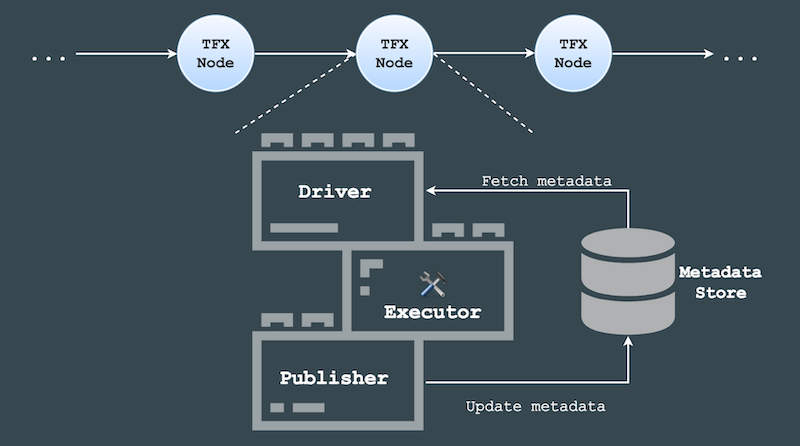 ...
TFX
Node
TFX
Node
TFX
Node
...
Driver
Fetch metadata
Metadata
Store
Executor
Publisher
Update metadata